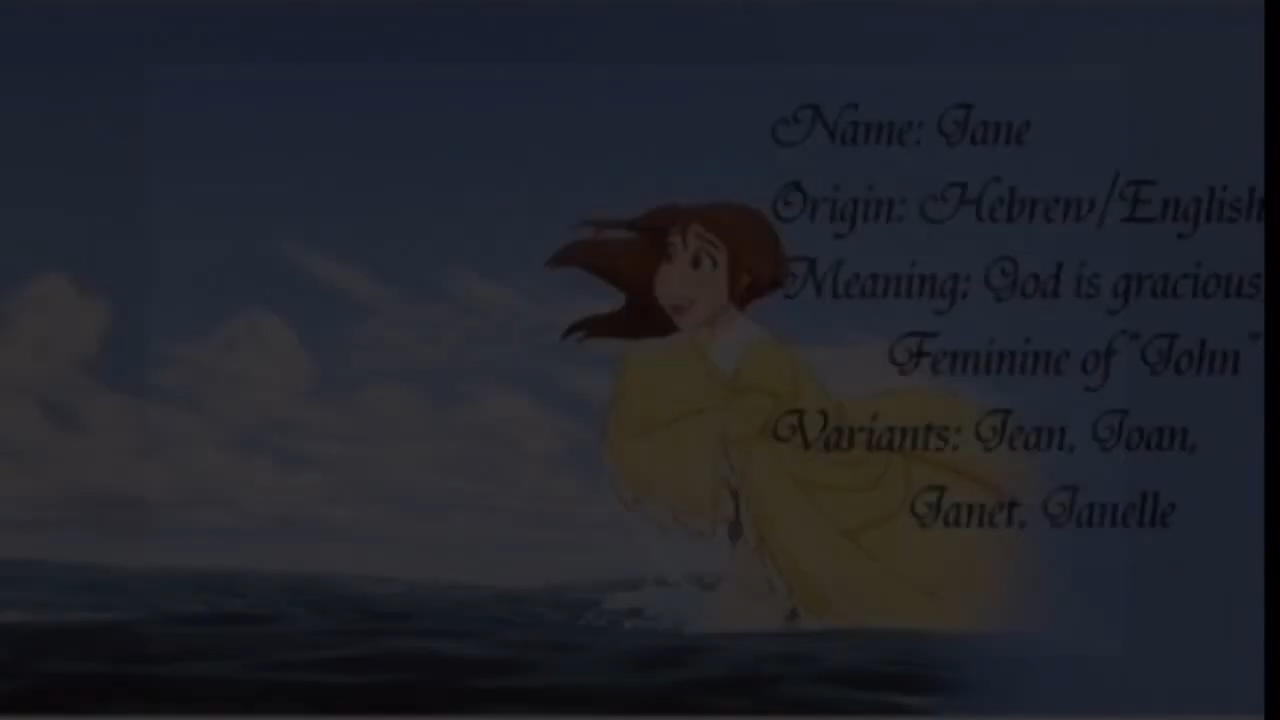 Name: Jane
Origin: Hebrew/English
Meaning: God is gracious,
Feminine of "John"
Variants: Jean, Joan,
Janet, Janelle